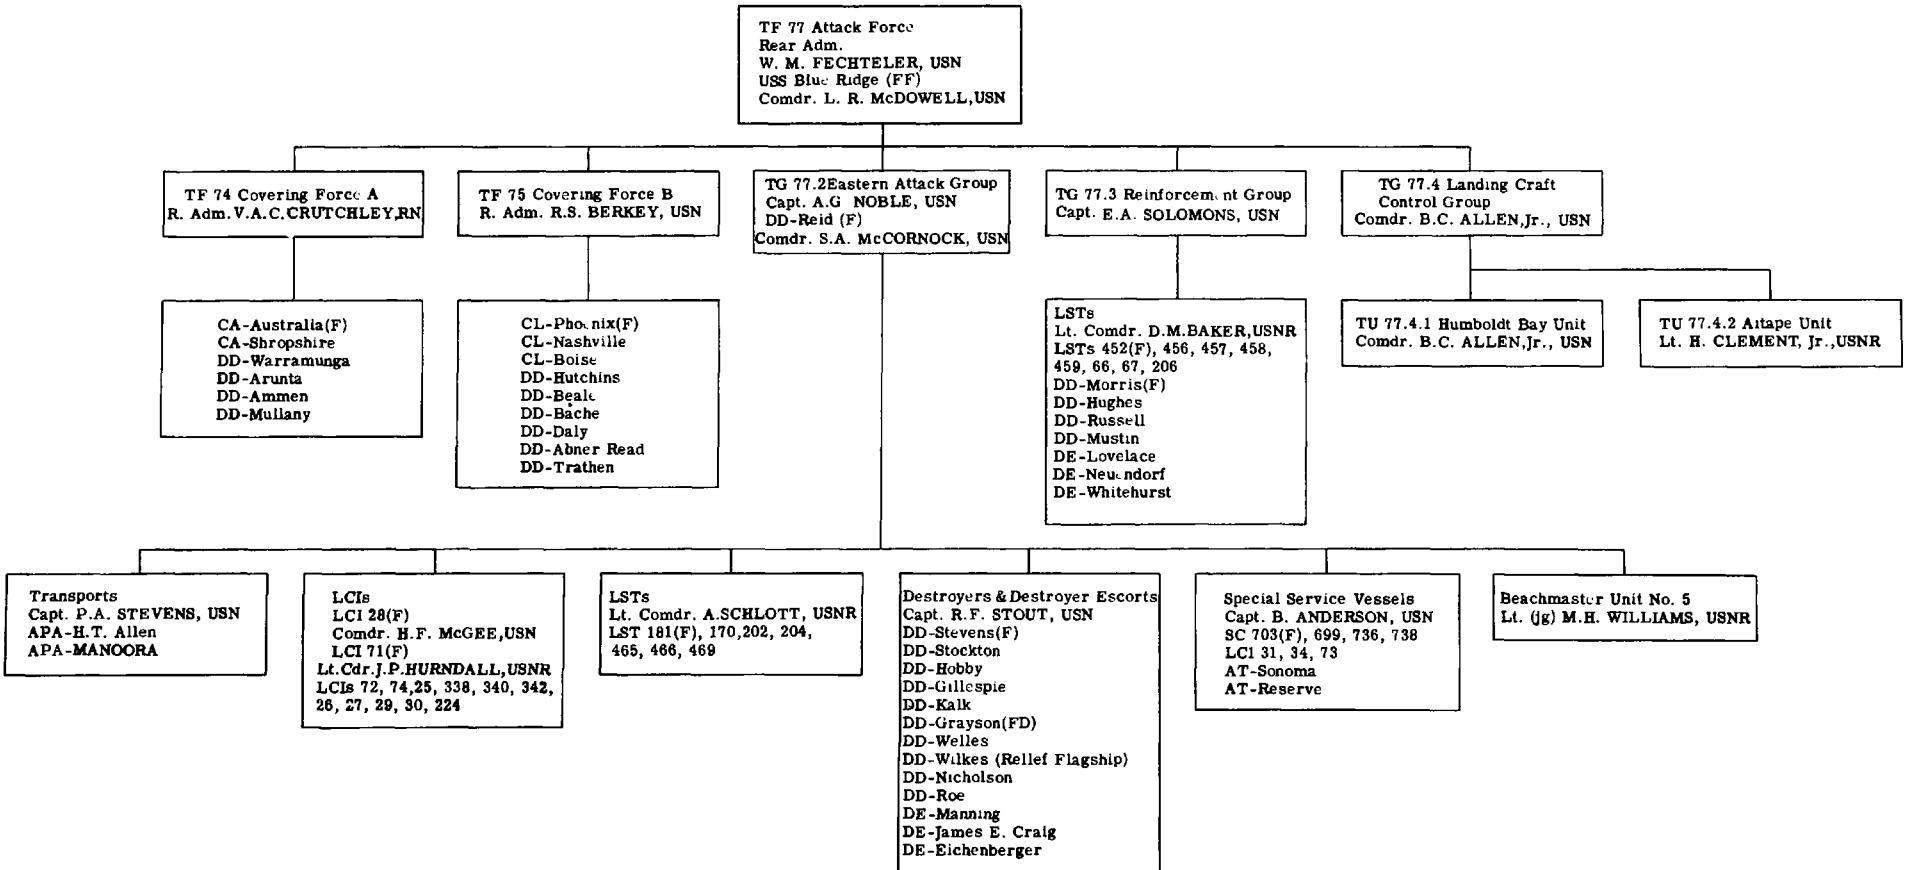 TF 77 Attack Force
Rear Adm.
W. M. FECHTELER, USN
USS Blue Ridge (FF)
Comdr. L. R. McDOWELL,USN
TF 74 Covering Force A
R. Adm. V.A.C.CRUTCHLEY,RN
TF 75 Covering Force B
R. Adm. R.S. BERKEY, USN
TG 77.2Eastern Attack Group
Capt. A.G NOBLE, USN
DD-Reid (F)
Comdr. S.A. McCORNOCK, USN
TG 77.3 Reinforcement Group
Capt. E.A. SOLOMONS, USN
TG 77.4 Landing Craft
Control Group
Comdr. B.C. ALLEN,Jr., USN
CA-Australia(F)
CA-Shropshire
DD-Warramunga
DD-Arunta
DD-Ammen
DD-Mullany
CL-Phoenix(F)
CL-Nashville
CL-Boise
DD-Hutchins
DD-Beale
DD-Bache
DD-Daly
DD-Abner Read
DD-Trathen
LSTs
Lt. Comdr. D.M.BAKER,USNR
LSTs 452(F), 456, 457, 458,
459, 66, 67, 206
DD-Morris(F)
DD-Hughes
DD-Russell
DD-Mustin
DE-Lovelace
DE-Neuendorf
DE-Whitehurst
TU 77.4.1 Humboldt Bay Unit
Comdr. B.C. ALLEN,Jr., USN
TU 77.4.2 Aitape Unit
Lt. H. CLEMENT, Jr.,USNR
Transports
Capt. P.A. STEVENS, USN
APA-H.T. Allen
APA-MANOORA
LCIs
LCI 28(F)
Comdr. H.F. McGEE,USN
LCI 71(F)
Lt.Cdr.J.P.HURNDALL,USNR
LCIs 72, 74,25, 338, 340, 342,
26, 27, 29, 30, 224
LSTs
Lt. Comdr. A.SCHLOTT, USNR
LST 181(F), 170,202, 204,
465, 466, 469
Destroyers & Destroyer Escorts
Capt. R.F. STOUT, USN
DD-Stevens(F)
DD-Stockton
DD-Hobby
DD-Gillespie
DD-Kalk
DD-Grayson(FD)
DD-Welles
DD-Wilkes (Relief Flagship)
DD-Nicholson
DD-Roe
DE-Manning
DE-James E. Craig
DE-Eichenberger
Special Service Vessels
Capt. B. ANDERSON, USN
SC 703(F), 699, 736, 738
LCI 31, 34, 73
AT-Sonoma
AT-Reserve
Beachmaster Unit No. 5
Lt. (jg) M.H. WILLIAMS, USNR